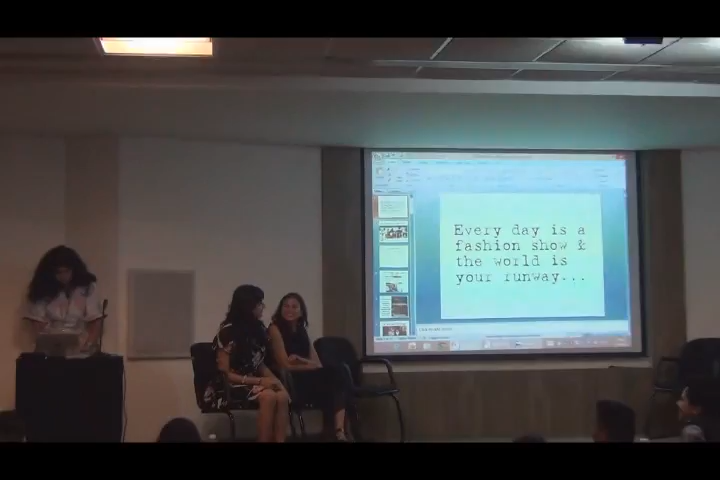 Every day is a
fashion show &
the world is
your runway...